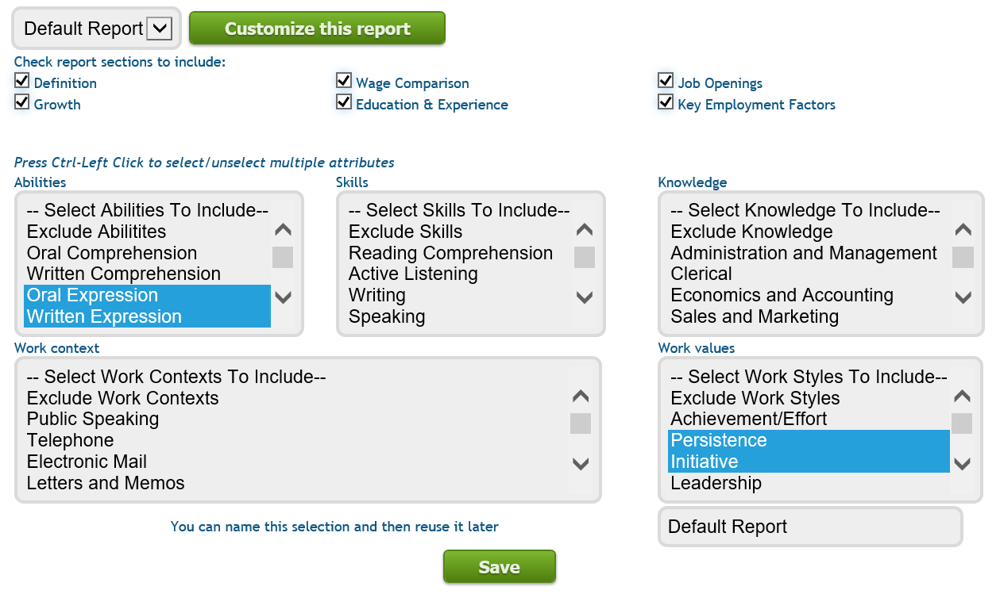 Default Report
Customize this report
Check report sections to include:
Definition
Wage Comparison
Job Openings
Growth
Education & Experience
Key Employment Factors
Press Ctrl-Left Click to select/unselect multiple attributes
Abilities
-- Select Abilities To Include--
Exclude Abilitites
Oral Comprehension
Written Comprehension
Oral Expression
Written Expression
Skills
-- Select Skills To Include--
Exclude Skills
Reading Comprehension
Active Listening
Writing
Speaking
Knowledge
-- Select Knowledge To Include--
Exclude Knowledge
Administration and Management
Clerical
Economics and Accounting
Sales and Marketing
Work context
-- Select Work Contexts To Include--
Exclude Work Contexts
Public Speaking
Telephone
Electronic Mail
Letters and Memos
Work values
-- Select Work Styles To Include--
Exclude Work Styles
Achievement/Effort
Persistence
Initiative
Leadership
You can name this selection and then reuse it later
Default Report
Save